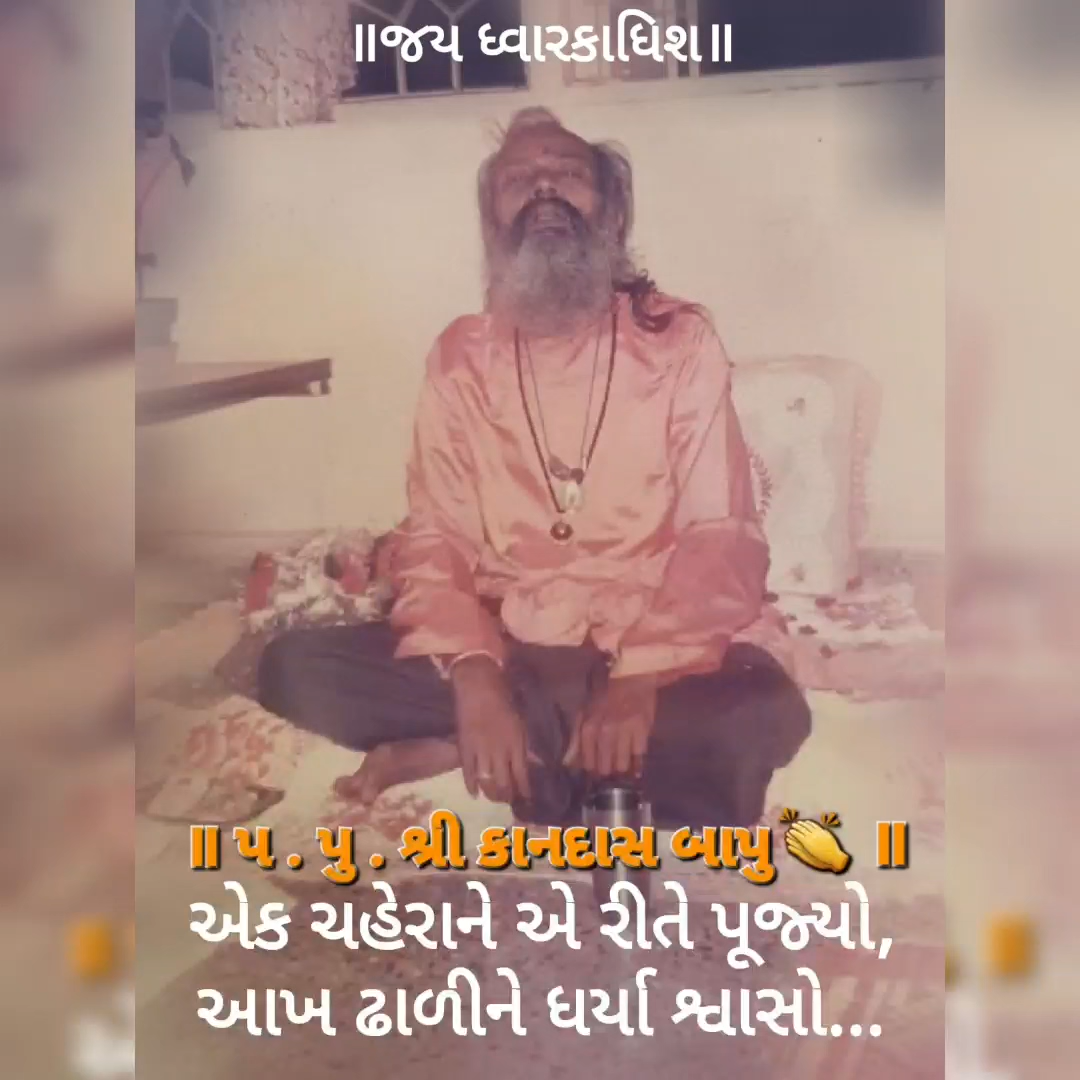 ॥જય ધ્વારકાધિશ॥
॥ પ . પુ . શ્રી કાનદાસ બાપુ👏 ॥
એક ચહેરાને એ રીતે પૂજ્યો,
આખ ઢાળીને ધર્યા શ્વાસો...